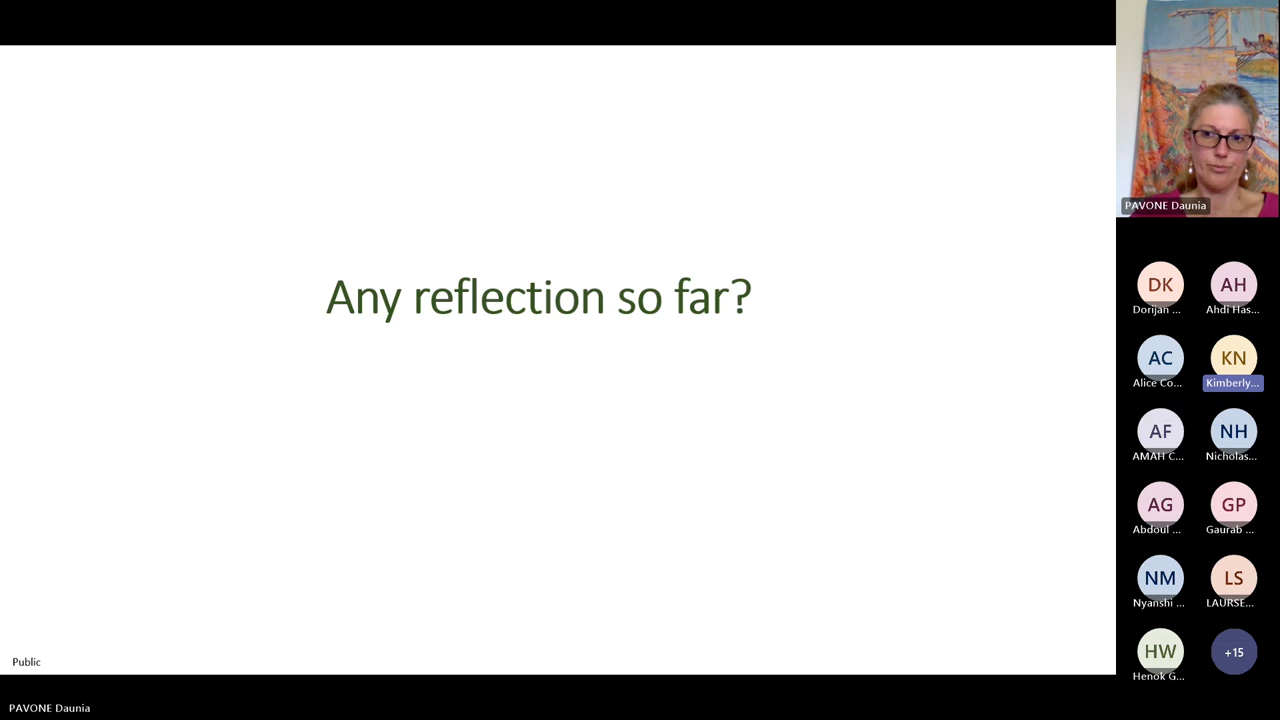 Any reflection so far?
Public
PAVONE Daunia
PAVONE Daunia
DK
Dorijan ...
AH
Ahdi Has...
AC
Alice Co...
KN
Kimberly...
AF
AMAH C...
NH
Nicholas...
AG
Abdoul ...
GP
Gaurab ...
NM
Nyanshi ...
LS
LAURSE...
HW
Henok G...
+15